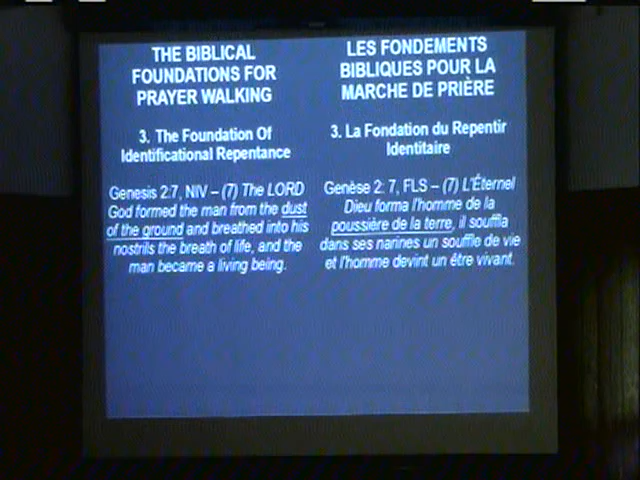 THE BIBLICAL
FOUNDATIONS FOR
PRAYER WALKING
3. The Foundation Of
Identificational Repentance
Genesis 2:7, NIV – (7) The LORD
God formed the man from the dust
of the ground and breathed into his
nostrils the breath of life, and the
man became a living being.
LES FONDEMENTS
BIBLIQUES POUR LA
MARCHE DE PRIÈRE
3. La Fondation du Repentir
Identitaire
Genèse 2: 7, FLS – (7) L'Éternel
Dieu forma l'homme de la
poussière de la terre, il souffla
dans ses narines un souffle de vie
et l'homme devint un être vivant.